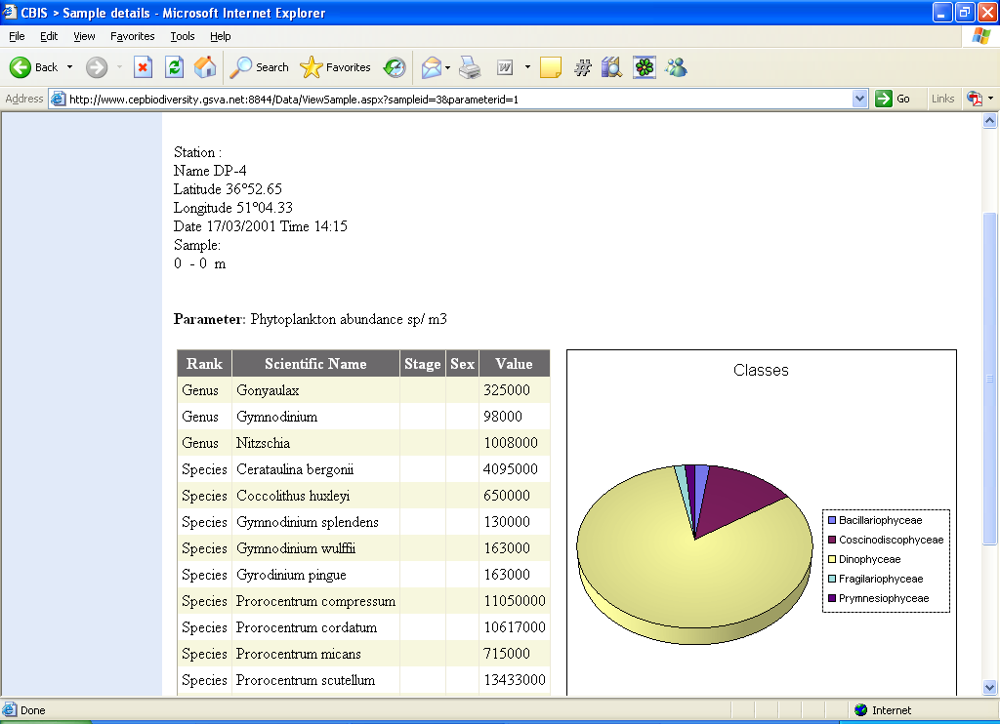 CBIS > Sample details - Microsoft Internet Explorer
File Edit View Favorites Tools Help
Back Search Favorites
Address http://www.cepbiodiversity.gsva.net:8844/Data/ViewSample.aspx?sampleid=3&parameterid=1 Go Links
Station :
Name DP-4
Latitude 36°52.65
Longitude 51°04.33
Date 17/03/2001 Time 14:15
Sample:
0 - 0 m
Parameter: Phytoplankton abundance sp/ m3
Rank Scientific Name Stage Sex Value
Genus Gonyaulax 325000
Genus Gymnodinium 98000
Genus Nitzschia 1008000
Species Cerataulina bergonii 4095000
Species Coccolithus huxleyi 650000
Species Gymnodinium splendens 130000
Species Gymnodinium wulffii 163000
Species Gyrodinium pingue 163000
Species Prorocentrum compressum 11050000
Species Prorocentrum cordatum 10617000
Species Prorocentrum micans 715000
Species Prorocentrum scutellum 13433000
Classes
Bacillariophyceae
Coscinodiscophyceae
Dinophyceae
Fragilariophyceae
Prymnesiophyceae
Done Internet